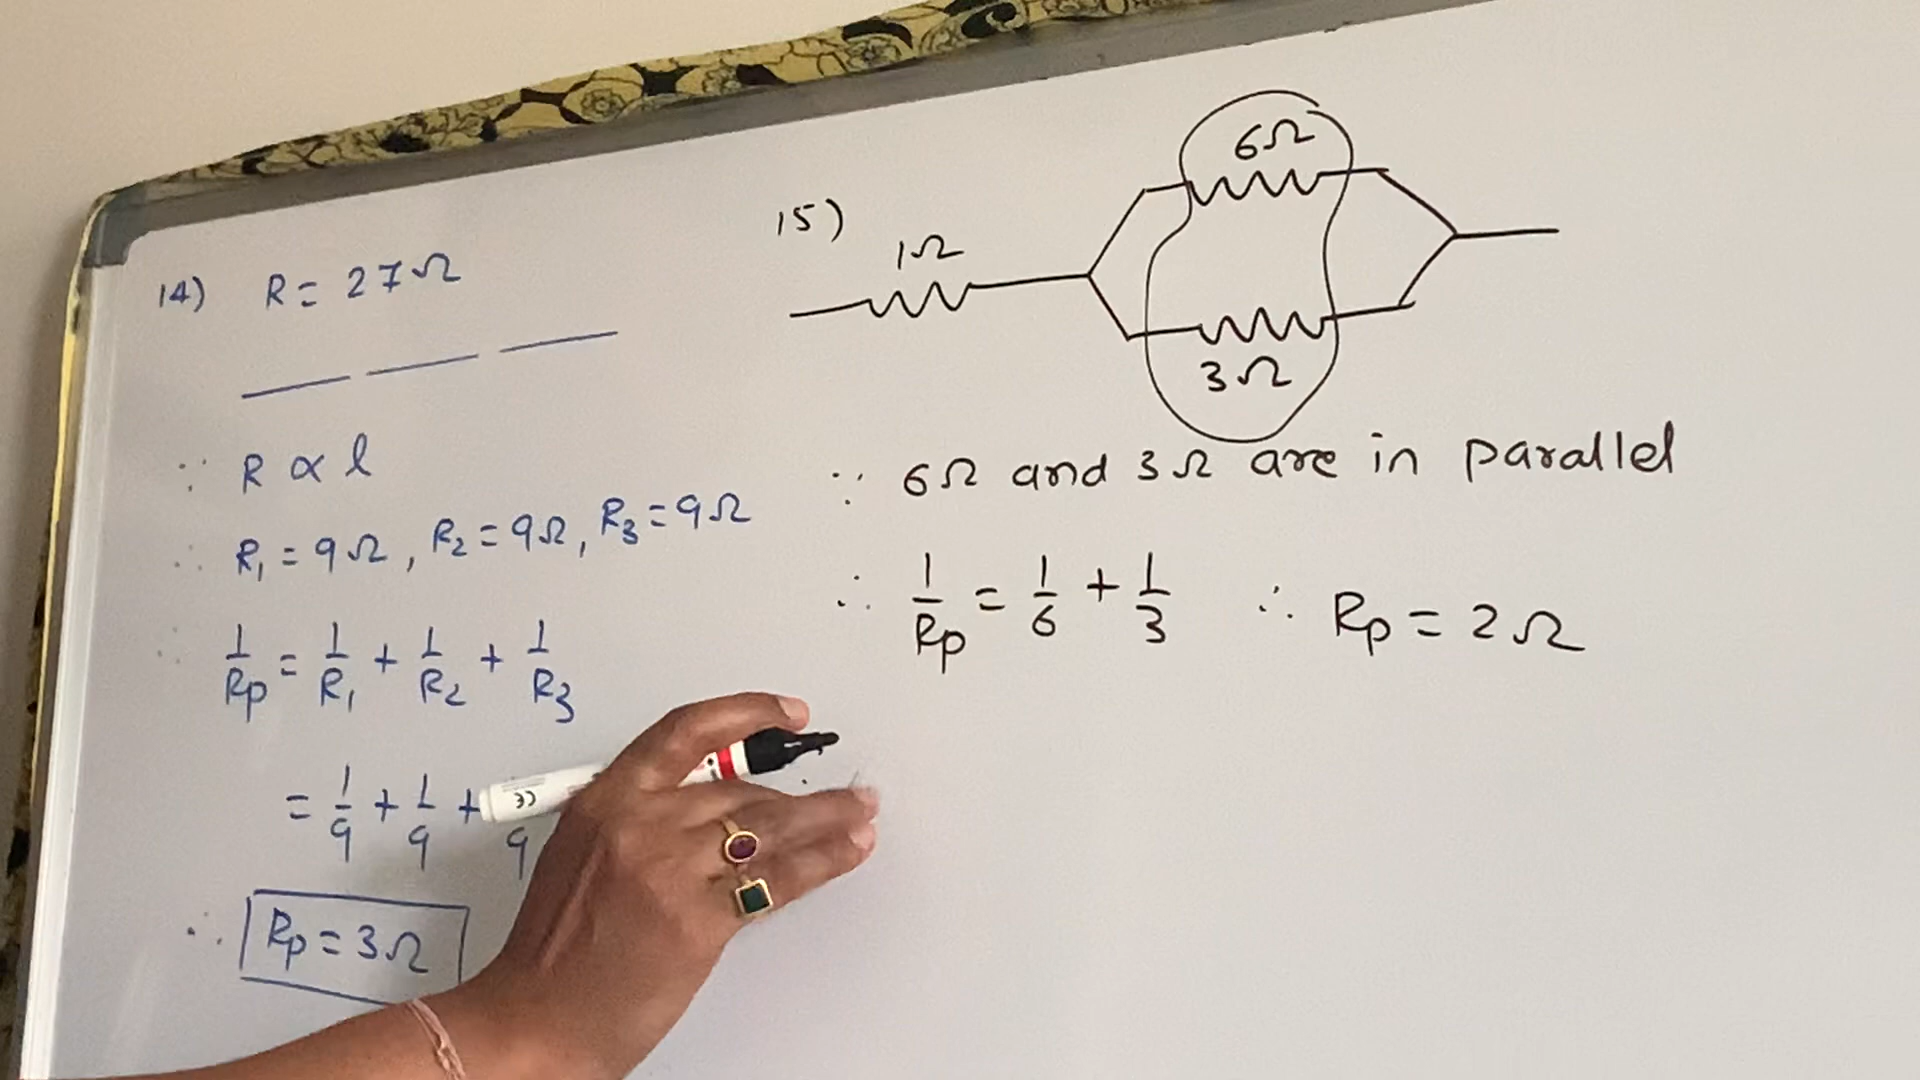 14) R = 27Ω
∵ R ∝ l
∴ R₁ = 9Ω, R₂ = 9Ω, R₃ = 9Ω
∴ 1/Rp = 1/R₁ + 1/R₂ + 1/R₃
= 1/9 + 1/9 + /9
∴ Rp = 3Ω
15)
1Ω
6Ω
3Ω
∵ 6Ω and 3Ω are in parallel
∴ 1/Rp = 1/6 + 1/3 ∴ Rp = 2Ω
CE